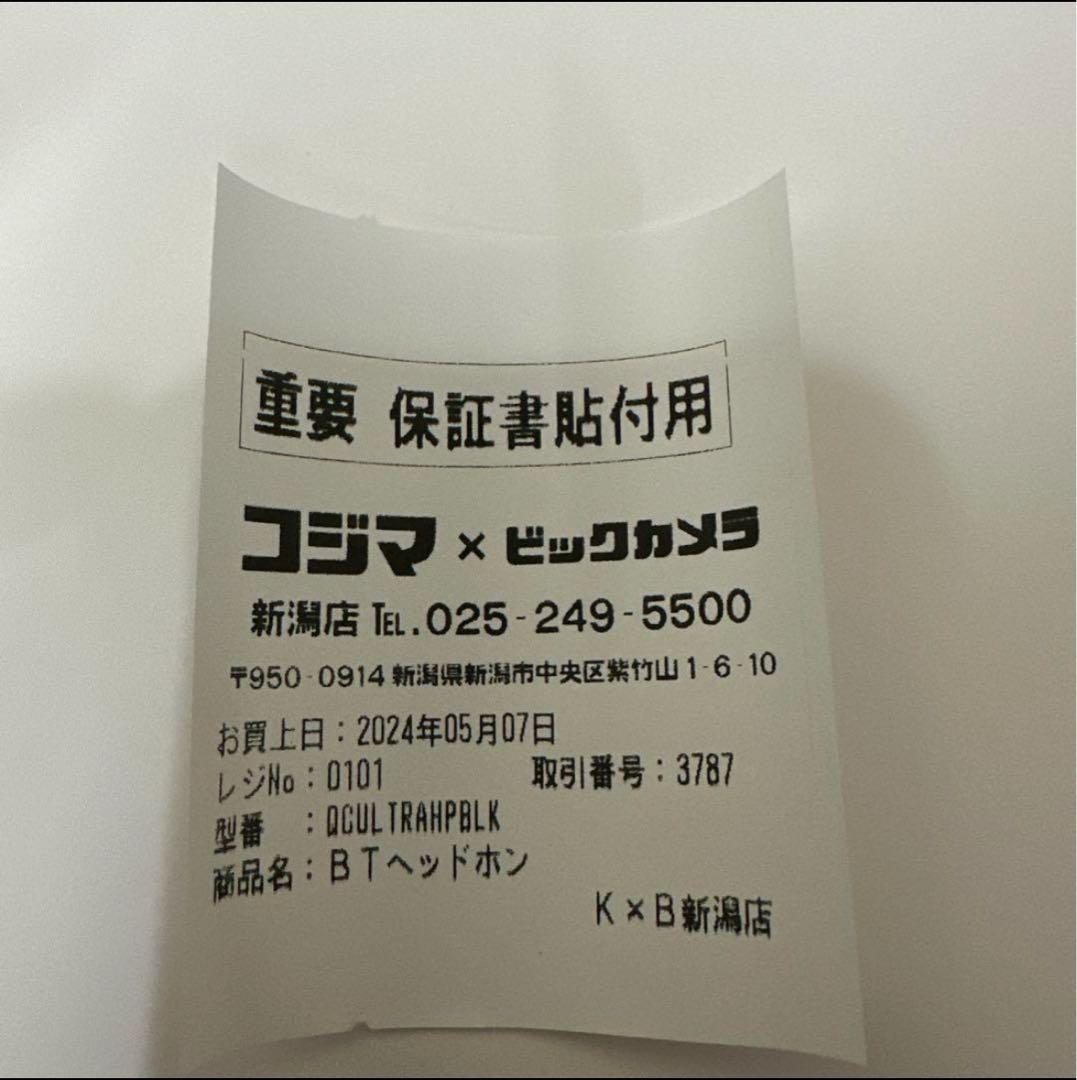 重要 保証書貼付用
コジマ×ビックカメラ
新潟店 TEL.025-249-5500
〒950-0914 新潟県新潟市中央区紫竹山1-6-10
お買上日：2024年05月07日
レジNo：0101 取引番号：3787
型番 ：QCULTRAHPBLK
商品名：ＢＴヘッドホン
Ｋ×Ｂ新潟店